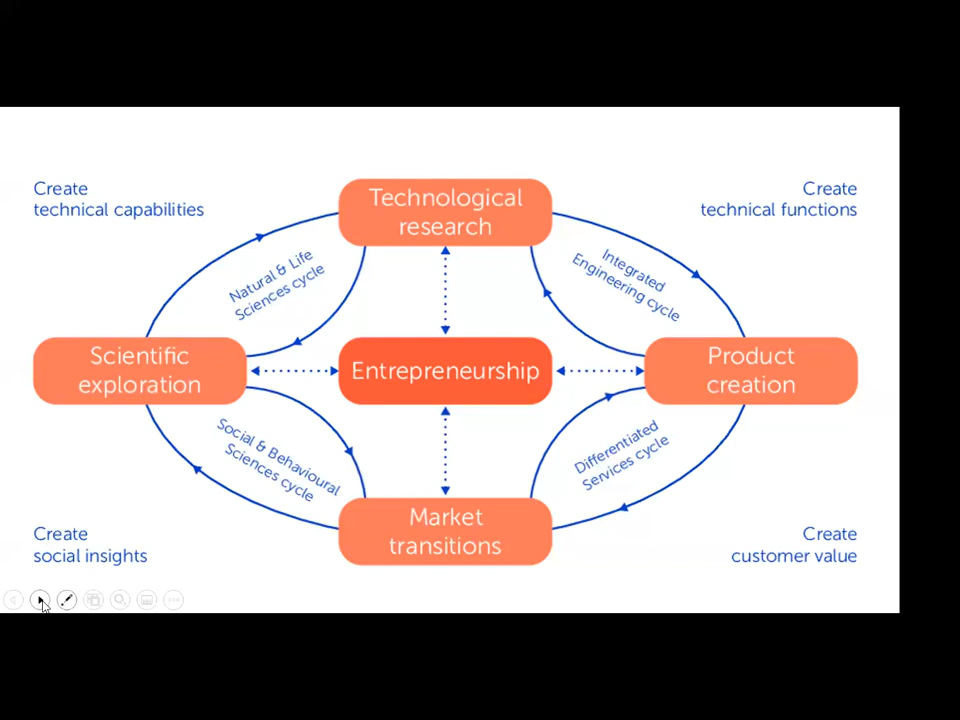 Create
technical capabilities
Technological
research
Create
technical functions
Natural & Life
Sciences cycle
Integrated
Engineering cycle
Scientific
exploration
Entrepreneurship
Product
creation
Social & Behavioural
Sciences cycle
Differentiated
Services cycle
Market
transitions
Create
social insights
Create
customer value